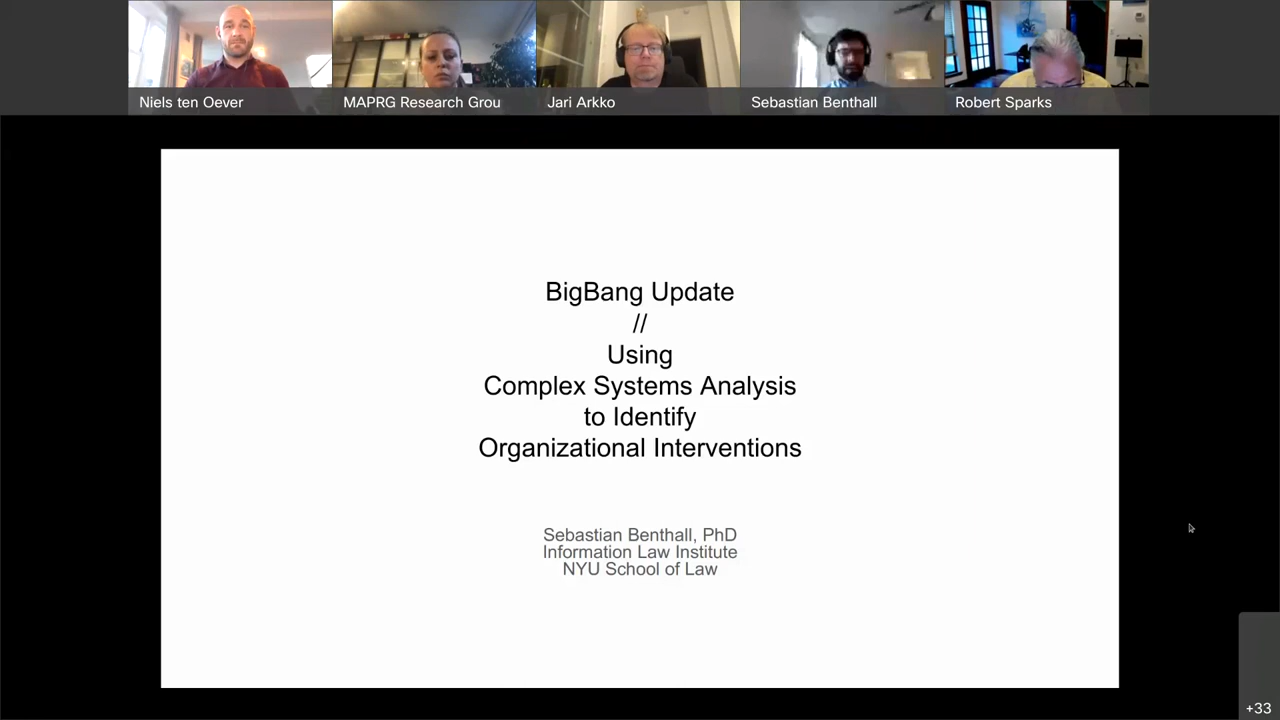 Niels ten Oever
MAPRG Research Grou
Jari Arkko
Sebastian Benthall
Robert Sparks
BigBang Update
//
Using
Complex Systems Analysis
to Identify
Organizational Interventions
Sebastian Benthall, PhD
Information Law Institute
NYU School of Law
+33